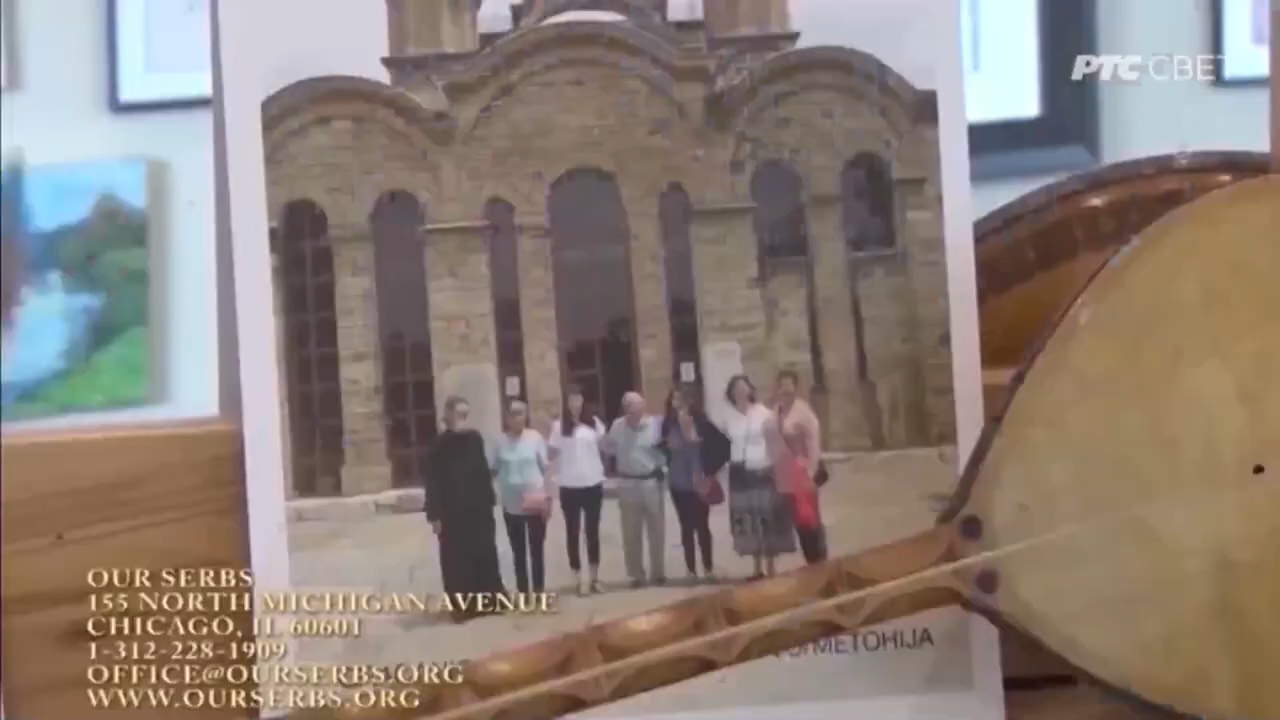 РТС СВЕТ
OUR SERBS
155 NORTH MICHIGAN AVENUE
CHICAGO, IL 60601
1-312-228-1909
OFFICE@OURSERBS.ORG
WWW.OURSERBS.ORG
METOHIJA